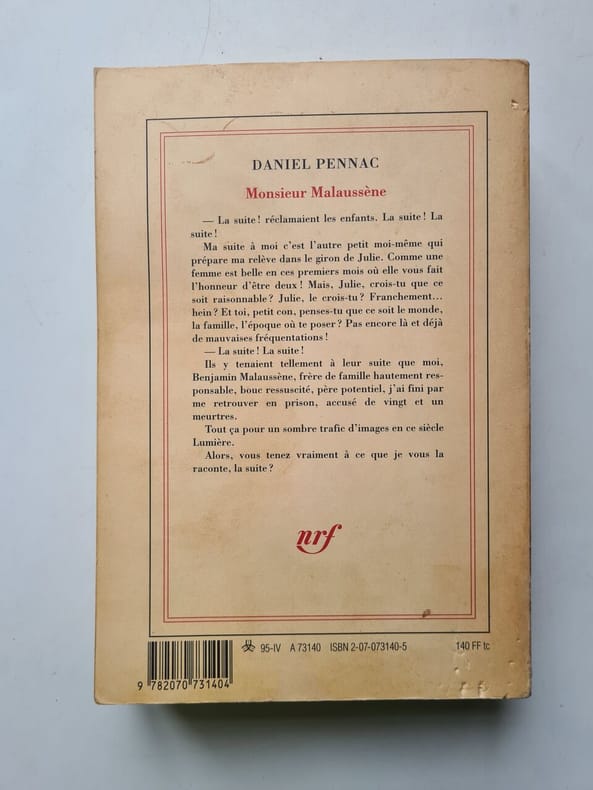 DANIEL PENNAC
Monsieur Malaussène
— La suite ! réclamaient les enfants. La suite ! La
suite !
Ma suite à moi c'est l'autre petit moi-même qui
prépare ma relève dans le giron de Julie. Comme une
femme est belle en ces premiers mois où elle vous fait
l'honneur d'être deux ! Mais, Julie, crois-tu que ce
soit raisonnable ? Julie, le crois-tu ? Franchement...
hein ? Et toi, petit con, penses-tu que ce soit le monde,
la famille, l'époque où te poser ? Pas encore là et déjà
de mauvaises fréquentations !
— La suite ! La suite !
Ils y tenaient tellement à leur suite que moi,
Benjamin Malaussène, frère de famille hautement res-
ponsable, bouc ressuscité, père potentiel, j'ai fini par
me retrouver en prison, accusé de vingt et un
meurtres.
Tout ça pour un sombre trafic d'images en ce siècle
Lumière.
Alors, vous tenez vraiment à ce que je vous la
raconte, la suite ?
nrf
95-IV A 73140 ISBN 2-07-073140-5 140 FF tc
9 782070 731404